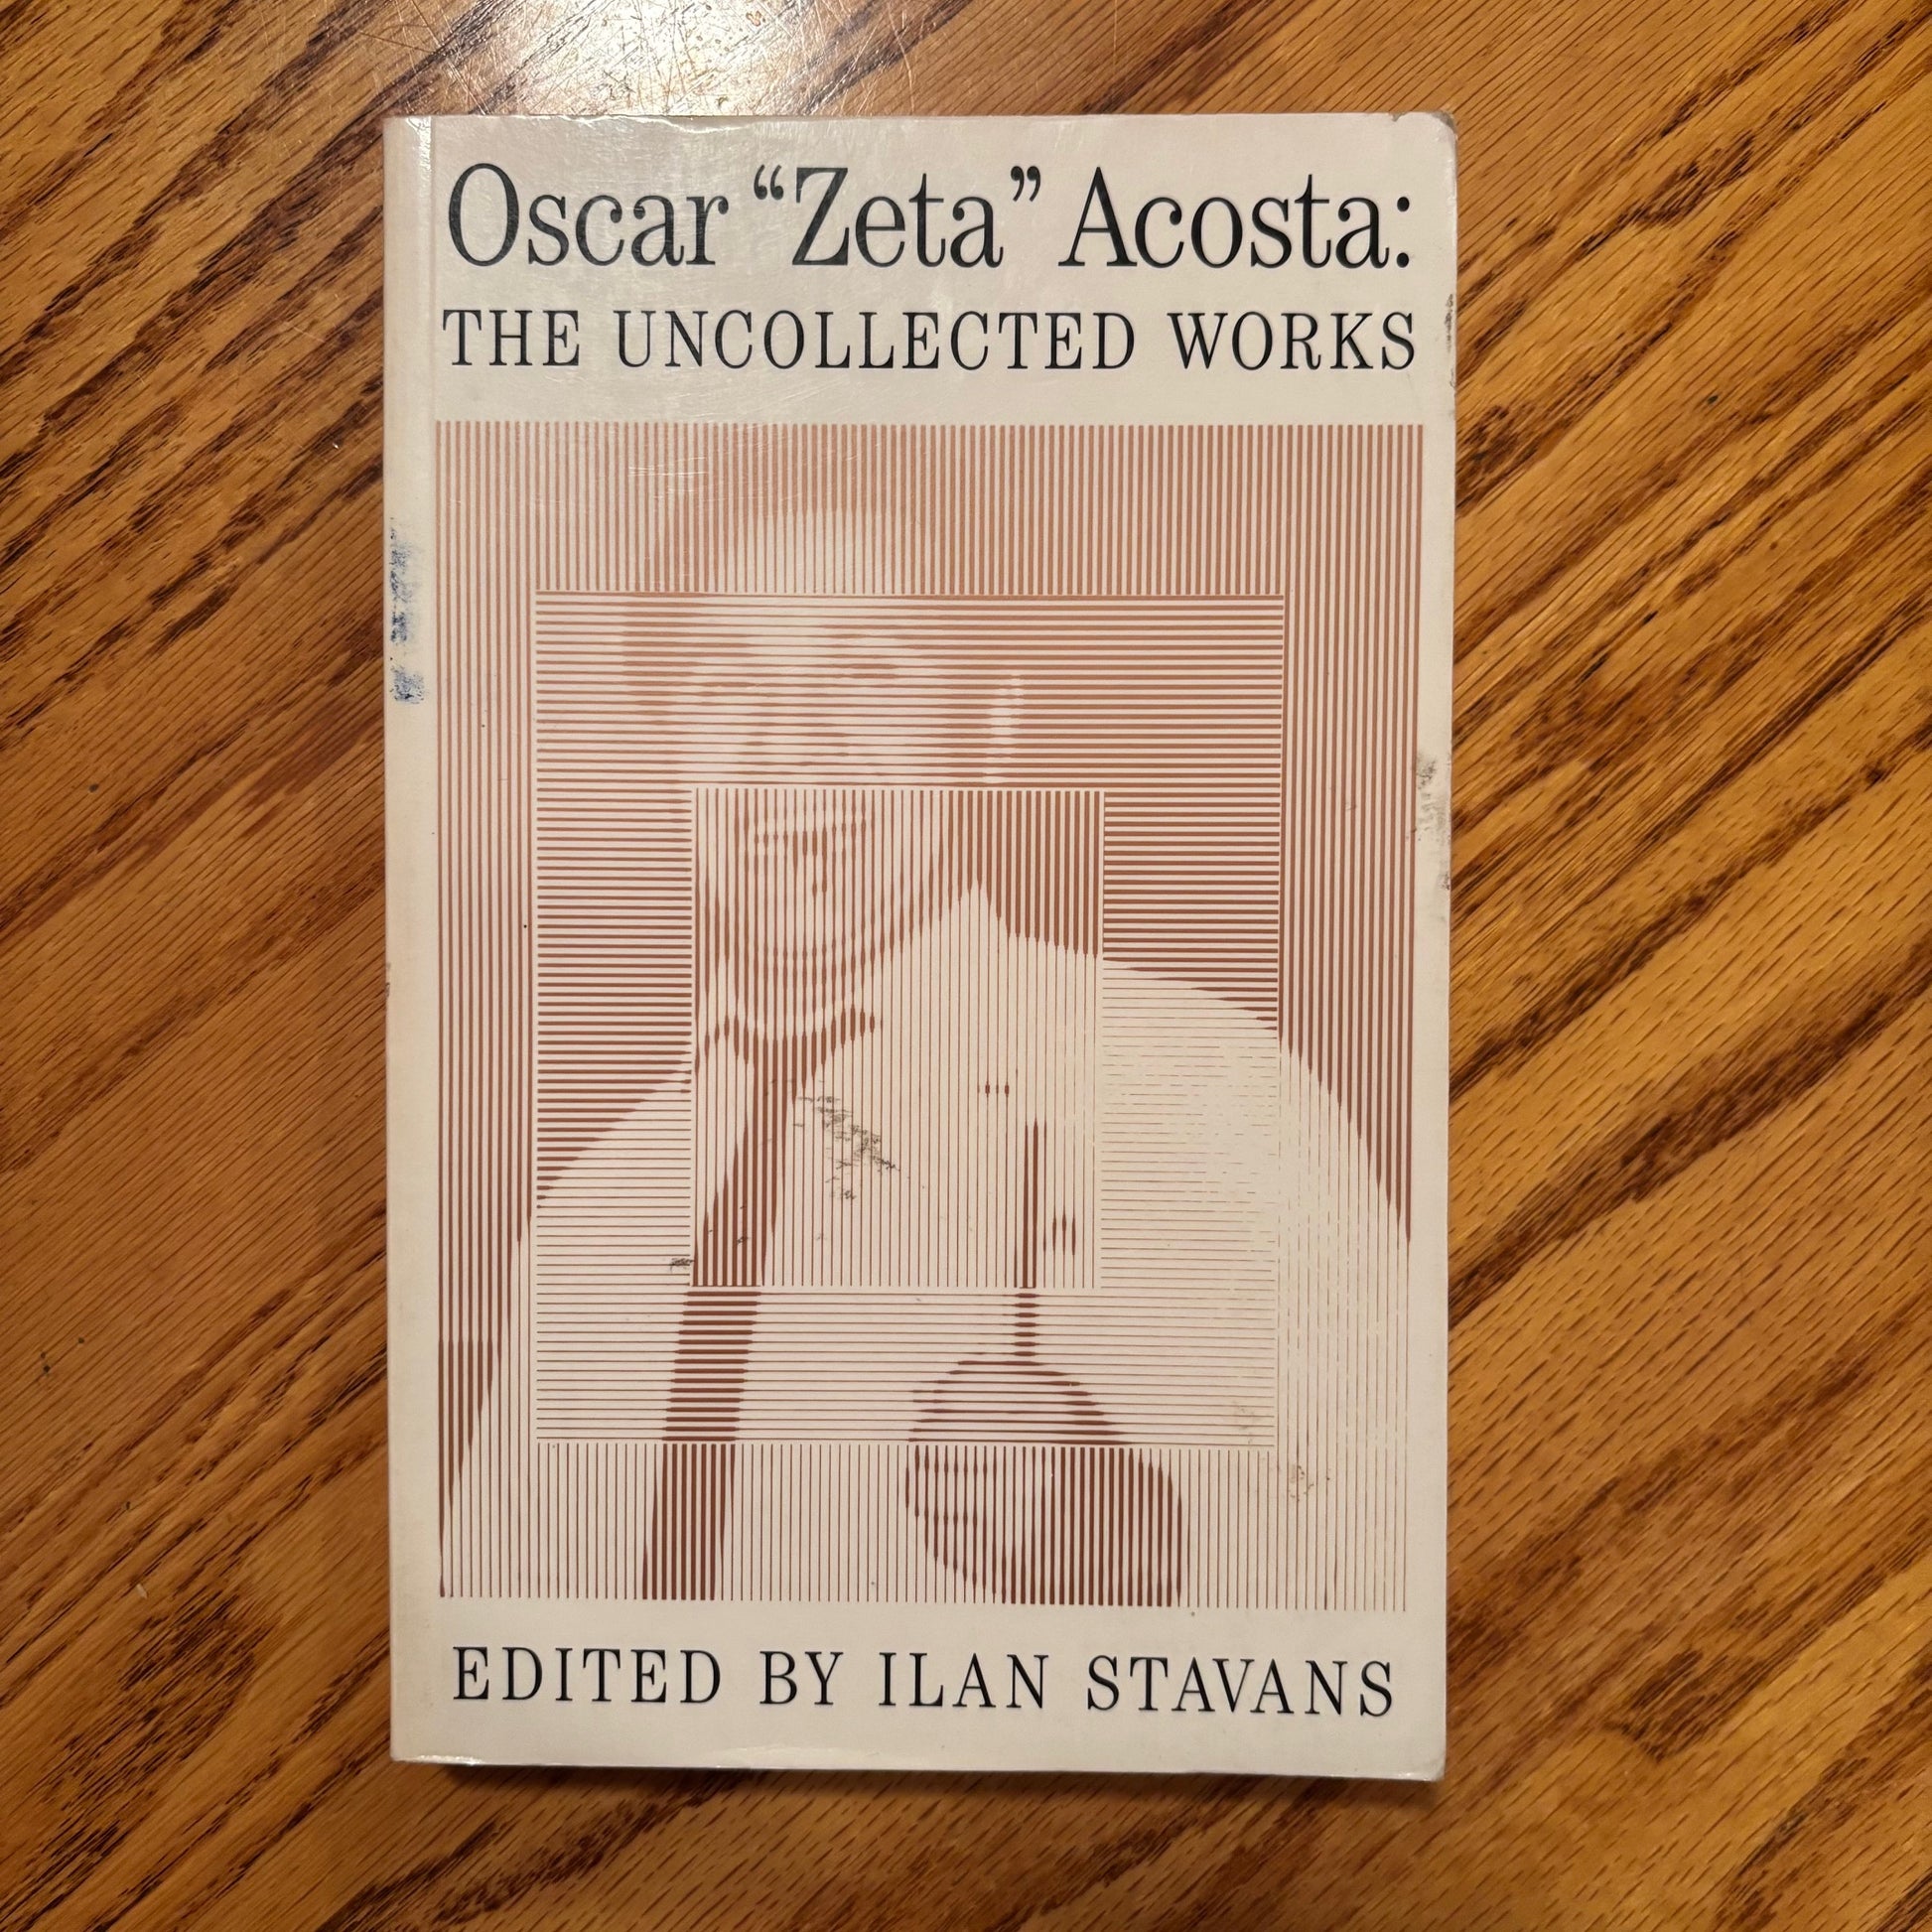 Oscar “Zeta” Acosta:
THE UNCOLLECTED WORKS
EDITED BY ILAN STAVANS